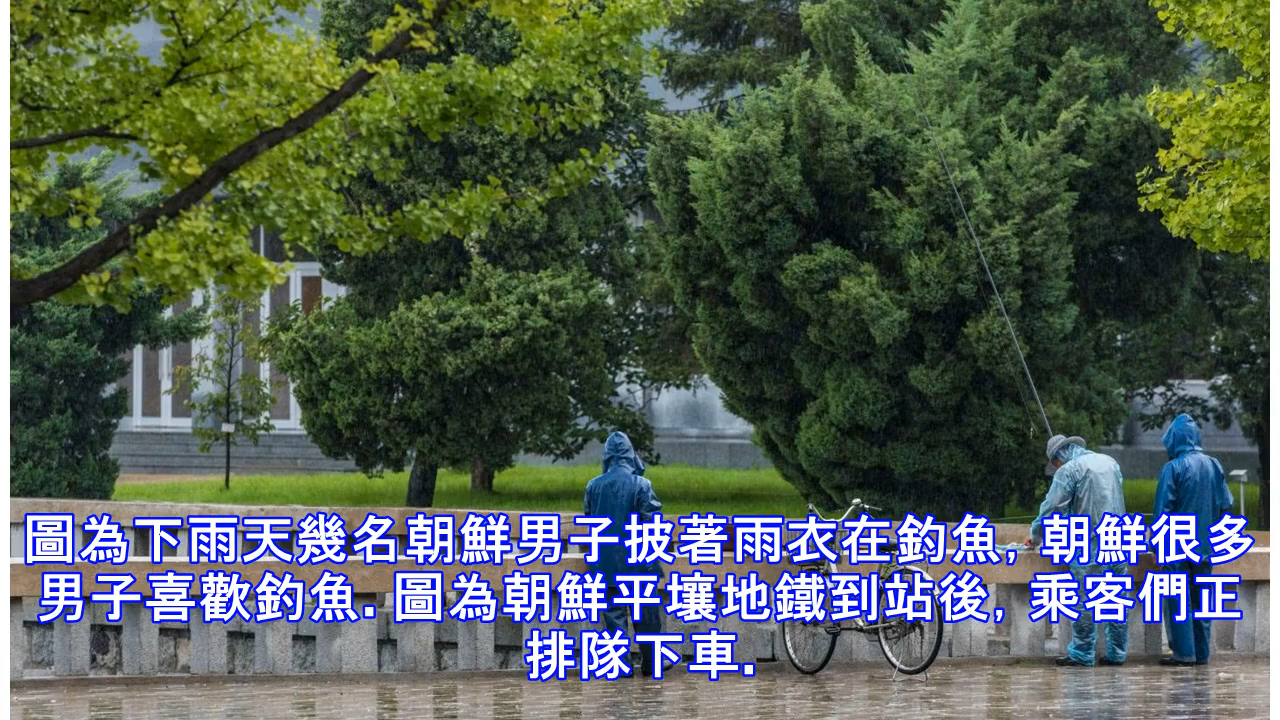 圖為下雨天幾名朝鮮男子披著雨衣在釣魚, 朝鮮很多
男子喜歡釣魚. 圖為朝鮮平壤地鐵到站後, 乘客們正
排隊下車.